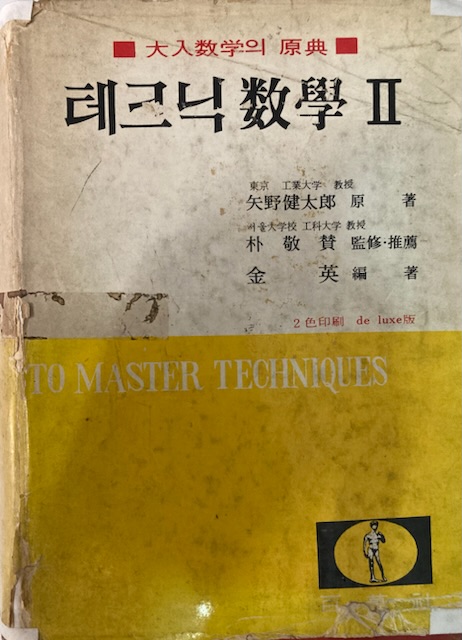 ■ 大入数学의 原典 ■
테크닉 数學 II
東京 工業大学 教授
矢野健太郎 原 著
서울大学校 工科大学 教授
朴敬賛 監修·推薦
金 英 編 著
2色印刷 de luxe版
TO MASTER TECHNIQUES